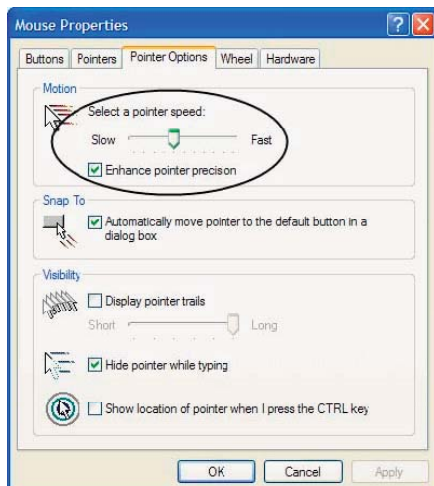 Mouse Properties
Buttons
Pointers
Pointer Options
Wheel
Hardware
Motion
Select a pointer speed:
Slow
Fast
Enhance pointer precison
Snap To
Automatically move pointer to the default button in a
dialog box
Visibility
Display pointer trails
Short
Long
Hide pointer while typing
Show location of pointer when I press the CTRL key
OK
Cancel
Apply